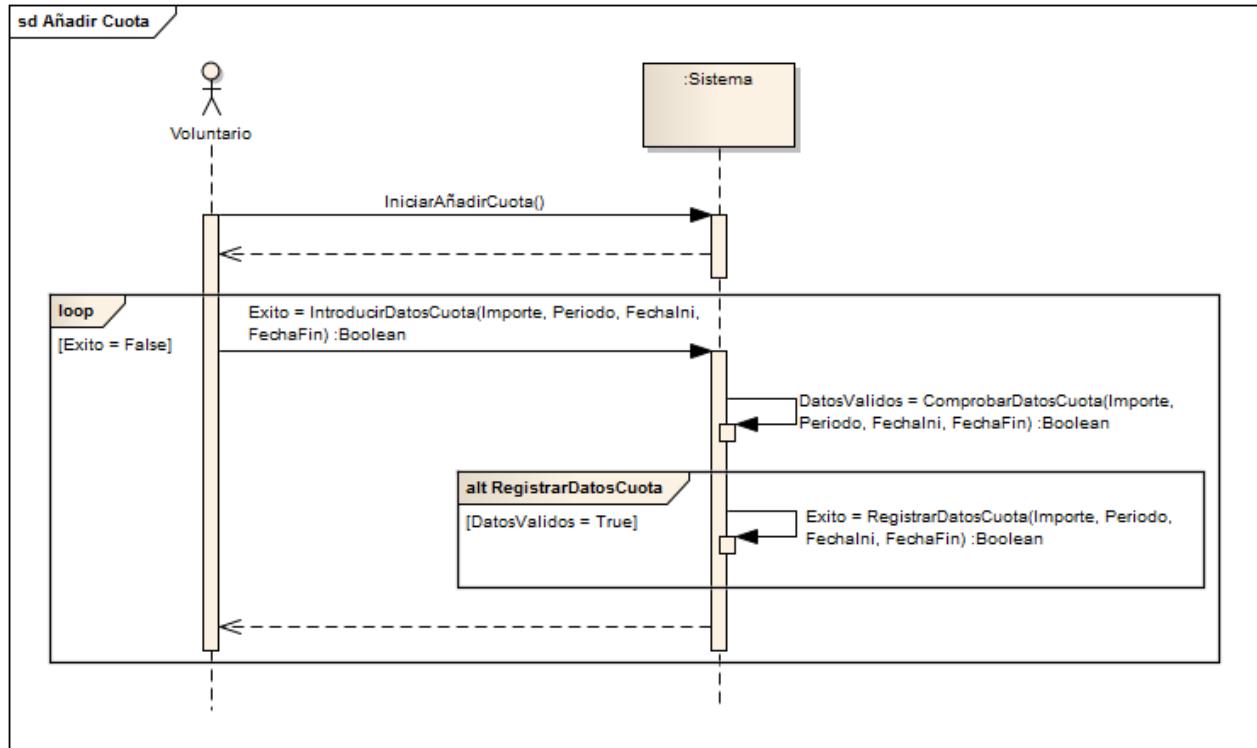 sd Añadir Cuota
:Sistema
Voluntario
IniciarAñadirCuota()
loop
[Exito = False]
Exito = IntroducirDatosCuota(Importe, Periodo, FechaIni,
FechaFin) :Boolean
DatosValidos = ComprobarDatosCuota(Importe,
Periodo, FechaIni, FechaFin) :Boolean
alt RegistrarDatosCuota
[DatosValidos = True]
Exito = RegistrarDatosCuota(Importe, Periodo,
FechaIni, FechaFin) :Boolean